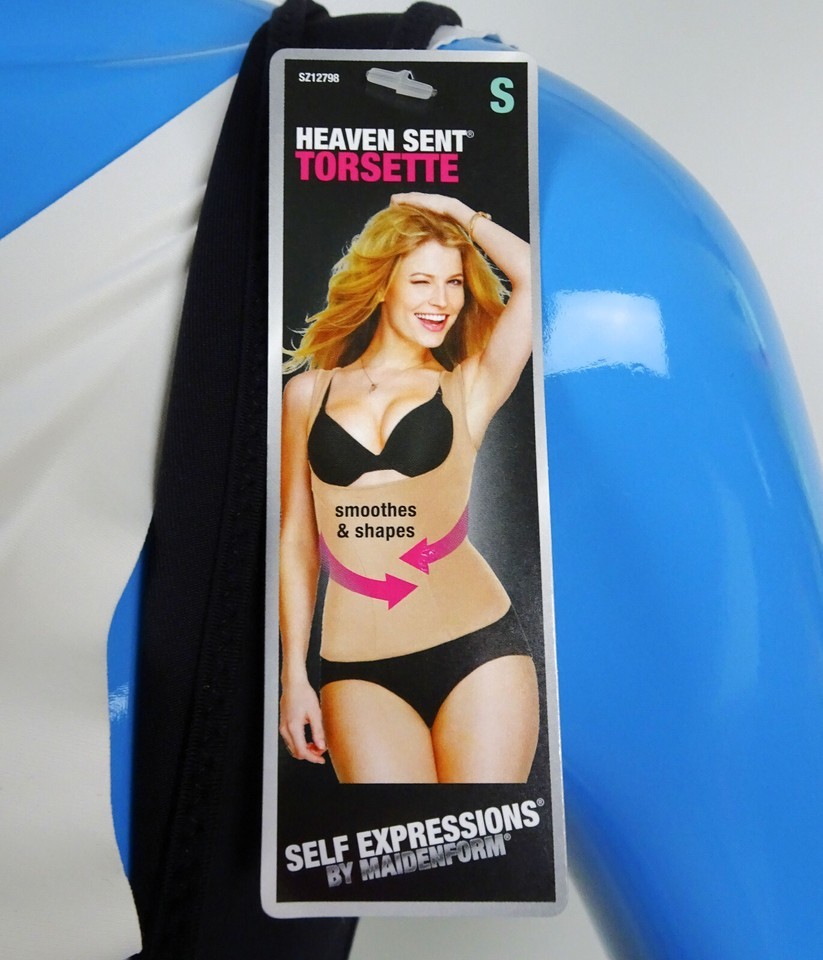 SZ12798
S
HEAVEN SENT®
TORSETTE
smoothes
& shapes
SELF EXPRESSIONS®
BY MAIDENFORM®